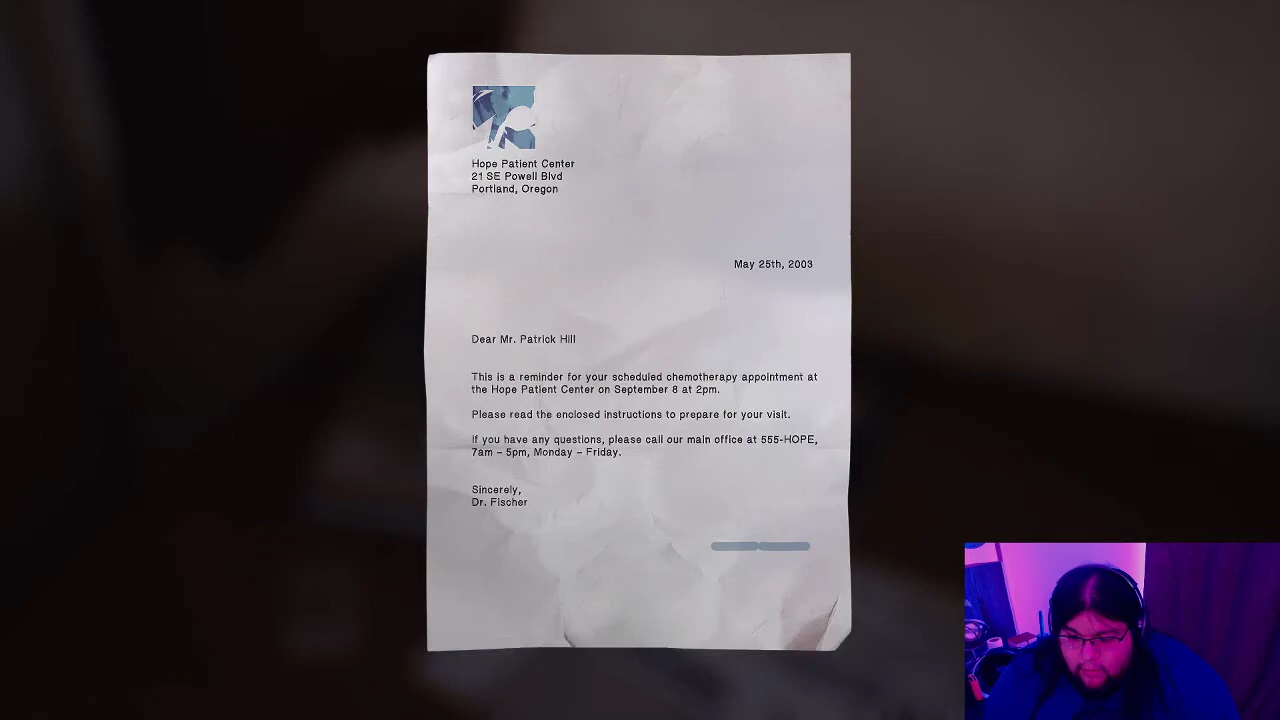 Hope Patient Center
21 SE Powell Blvd
Portland, Oregon
May 25th, 2003
Dear Mr. Patrick Hill
This is a reminder for your scheduled chemotherapy appointment at
the Hope Patient Center on September 8 at 2pm.
Please read the enclosed instructions to prepare for your visit.
If you have any questions, please call our main office at 555-HOPE,
7am – 5pm, Monday – Friday.
Sincerely,
Dr. Fischer